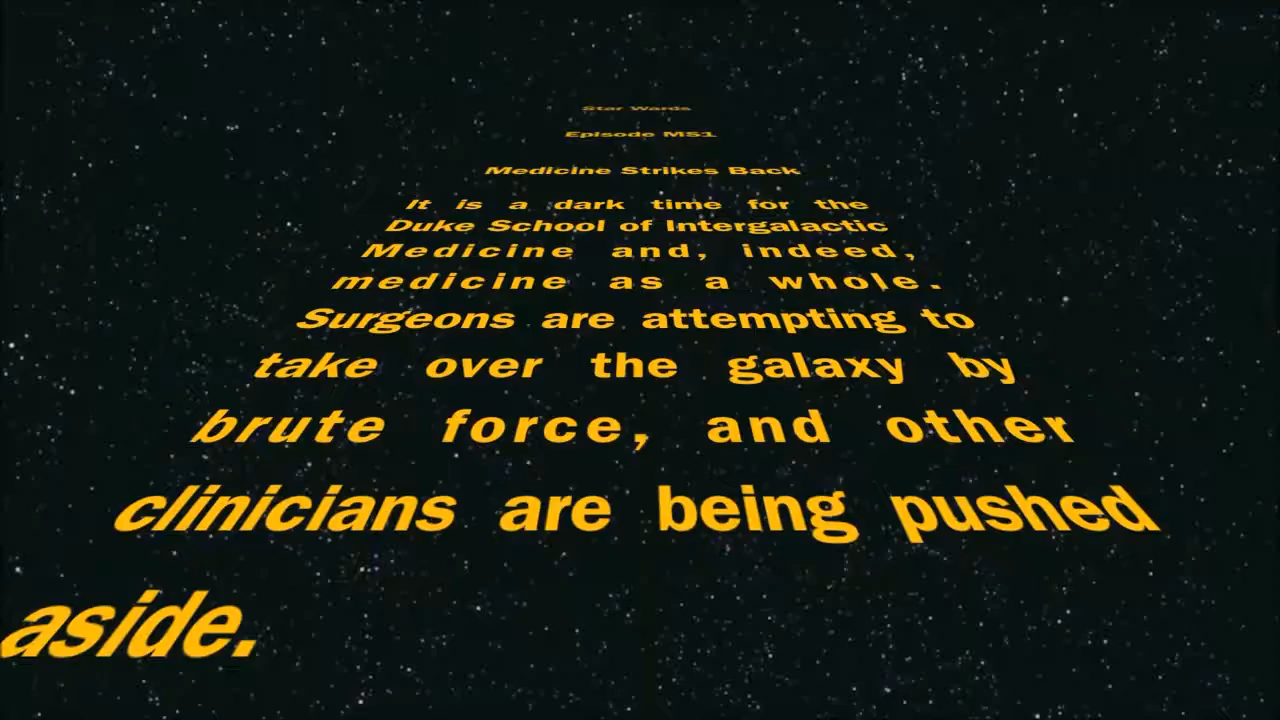 Star Wards
Episode MS1
Medicine Strikes Back
It is a dark time for the
Duke School of Intergalactic
Medicine and, indeed,
medicine as a whole.
Surgeons are attempting to
take over the galaxy by
brute force, and other
clinicians are being pushed
aside.